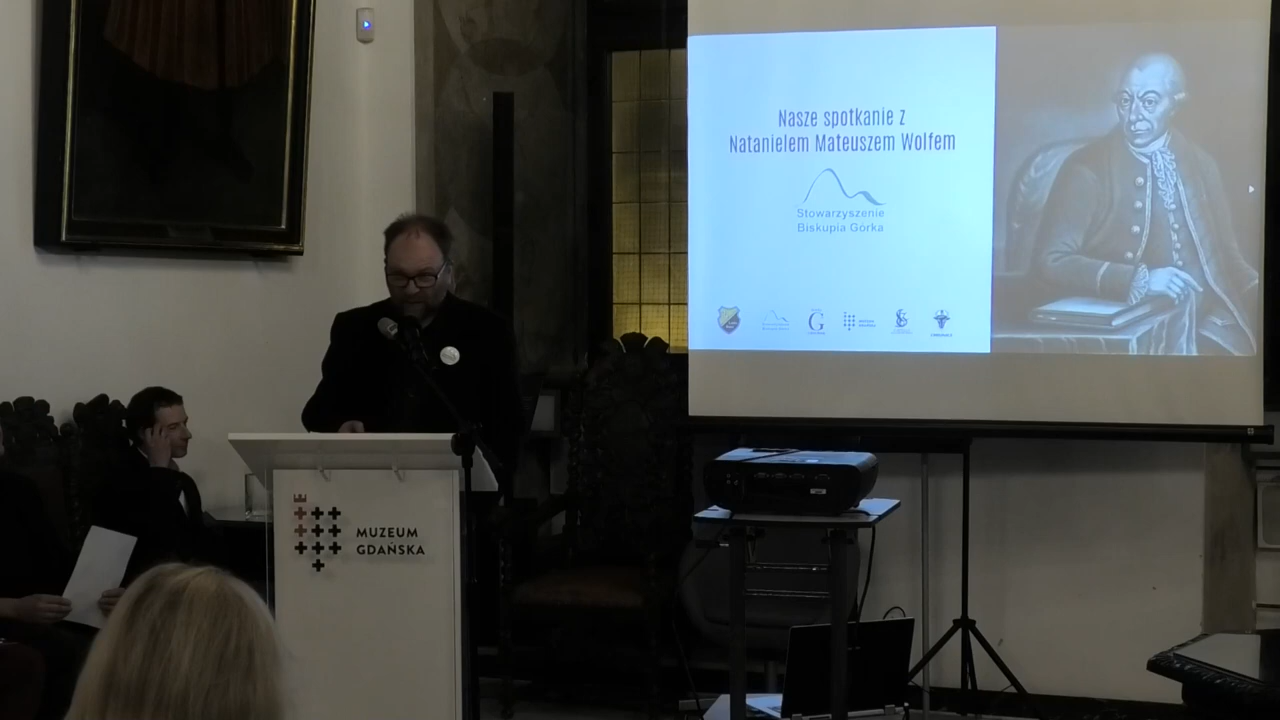 Nasze spotkanie z
Natanielem Mateuszem Wolfem
Stowarzyszenie
Biskupia Górka
MUZEUM
GDAŃSKA